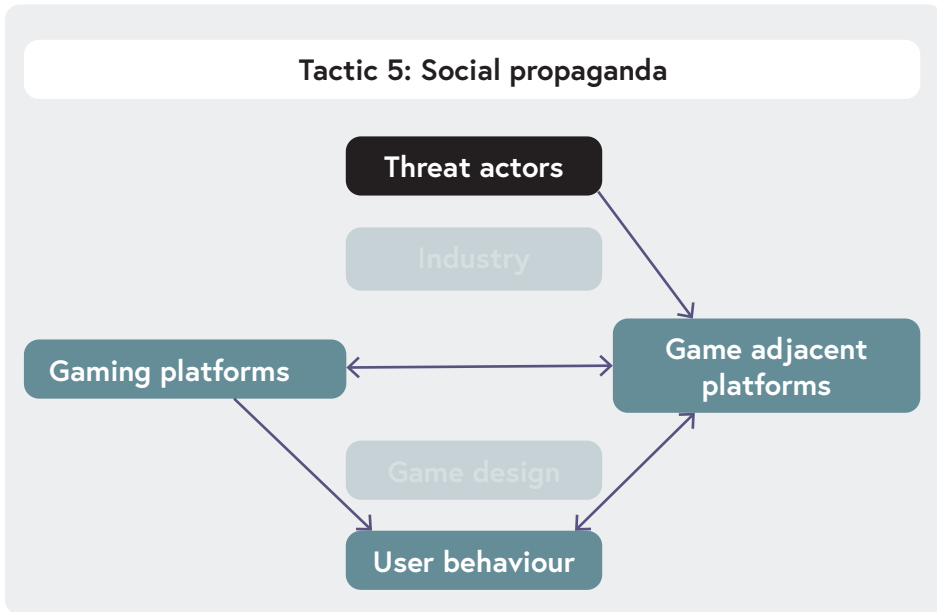 Tactic 5: Social propaganda
Threat actors
Industry
Gaming platforms
Game adjacent
platforms
Game design
User behaviour